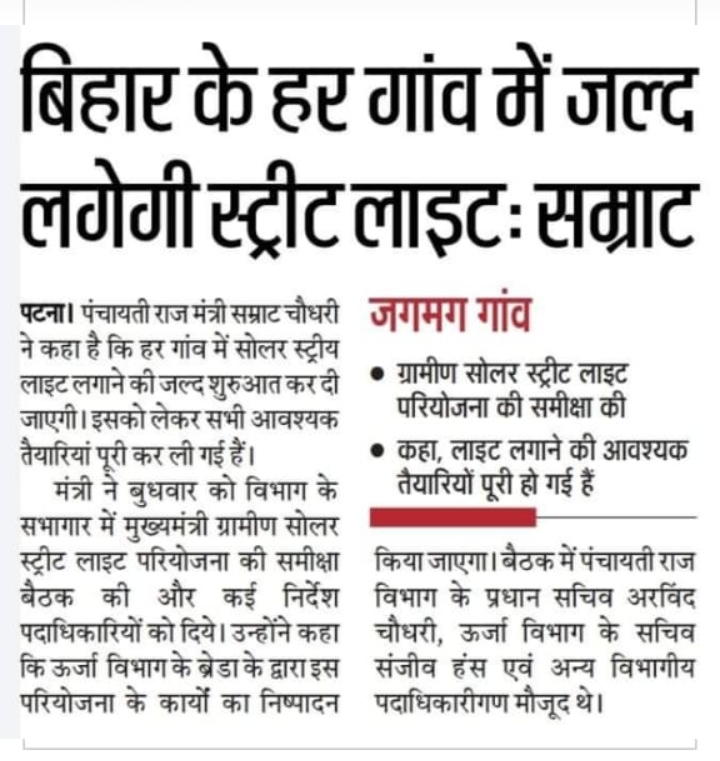 बिहार के हर गांव में जल्द
लगेगी स्ट्रीट लाइट: सम्राट
पटना। पंचायती राज मंत्री सम्राट चौधरी
ने कहा है कि हर गांव में सोलर स्ट्रीय
लाइट लगाने की जल्द शुरुआत कर दी
जाएगी। इसको लेकर सभी आवश्यक
तैयारियां पूरी कर ली गई हैं।
मंत्री ने बुधवार को विभाग के
सभागार में मुख्यमंत्री ग्रामीण सोलर
स्ट्रीट लाइट परियोजना की समीक्षा
बैठक की और कई निर्देश
पदाधिकारियों को दिये। उन्होंने कहा
कि ऊर्जा विभाग के ब्रेडा के द्वारा इस
परियोजना के कार्यों का निष्पादन
जगमग गांव
• ग्रामीण सोलर स्ट्रीट लाइट
परियोजना की समीक्षा की
• कहा, लाइट लगाने की आवश्यक
तैयारियों पूरी हो गई हैं
किया जाएगा। बैठक में पंचायती राज
विभाग के प्रधान सचिव अरविंद
चौधरी, ऊर्जा विभाग के सचिव
संजीव हंस एवं अन्य विभागीय
पदाधिकारीगण मौजूद थे।